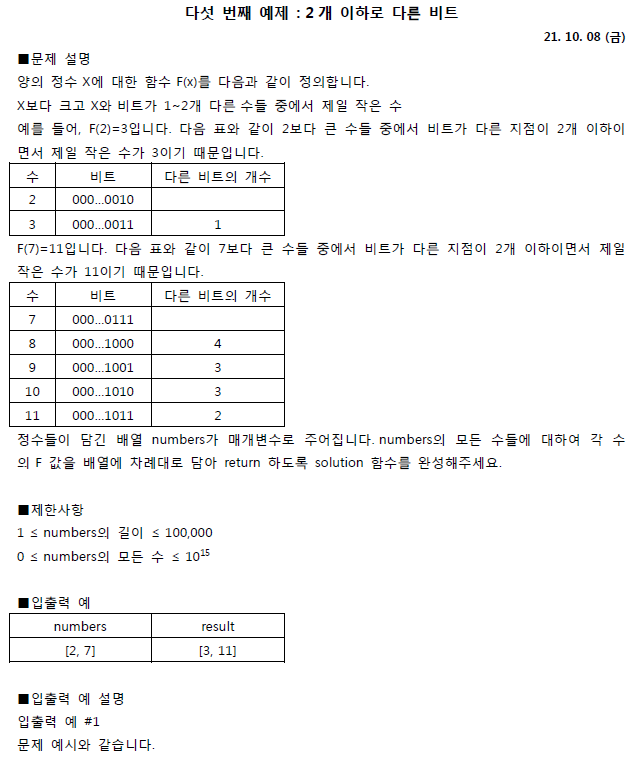 다섯 번째 예제 : 2개 이하로 다른 비트
21. 10. 08 (금)
■문제 설명
양의 정수 X에 대한 함수 F(x)를 다음과 같이 정의합니다.
X보다 크고 X와 비트가 1~2개 다른 수들 중에서 제일 작은 수
예를 들어, F(2)=3입니다. 다음 표와 같이 2보다 큰 수들 중에서 비트가 다른 지점이 2개 이하이
면서 제일 작은 수가 3이기 때문입니다.
수 비트 다른 비트의 개수
2 000...0010
3 000...0011 1
F(7)=11입니다. 다음 표와 같이 7보다 큰 수들 중에서 비트가 다른 지점이 2개 이하이면서 제일
작은 수가 11이기 때문입니다.
수 비트 다른 비트의 개수
7 000...0111
8 000...1000 4
9 000...1001 3
10 000...1010 3
11 000...1011 2
정수들이 담긴 배열 numbers가 매개변수로 주어집니다. numbers의 모든 수들에 대하여 각 수
의 F 값을 배열에 차례대로 담아 return 하도록 solution 함수를 완성해주세요.
■제한사항
1 ≤ numbers의 길이 ≤ 100,000
0 ≤ numbers의 모든 수 ≤ 10¹⁵
■입출력 예
numbers result
[2, 7] [3, 11]
■입출력 예 설명
입출력 예 #1
문제 예시와 같습니다.